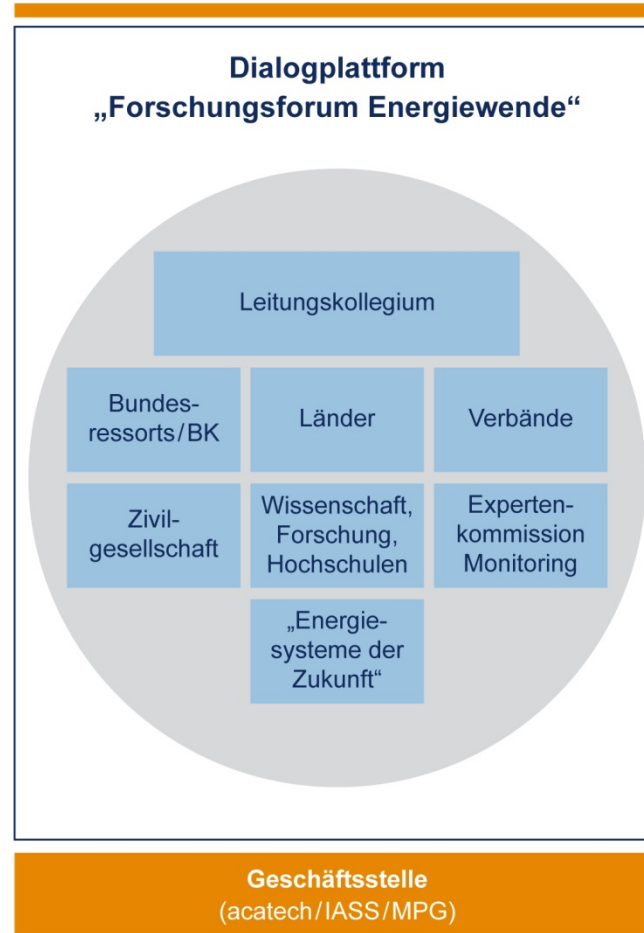 Dialogplattform
„Forschungsforum Energiewende“
Leitungskollegium
Bundes-
ressorts/BK
Länder
Verbände
Zivil-
gesellschaft
Wissenschaft,
Forschung,
Hochschulen
Experten-
kommission
Monitoring
„Energie-
systeme der
Zukunft“
Geschäftsstelle
(acatech/IASS/MPG)